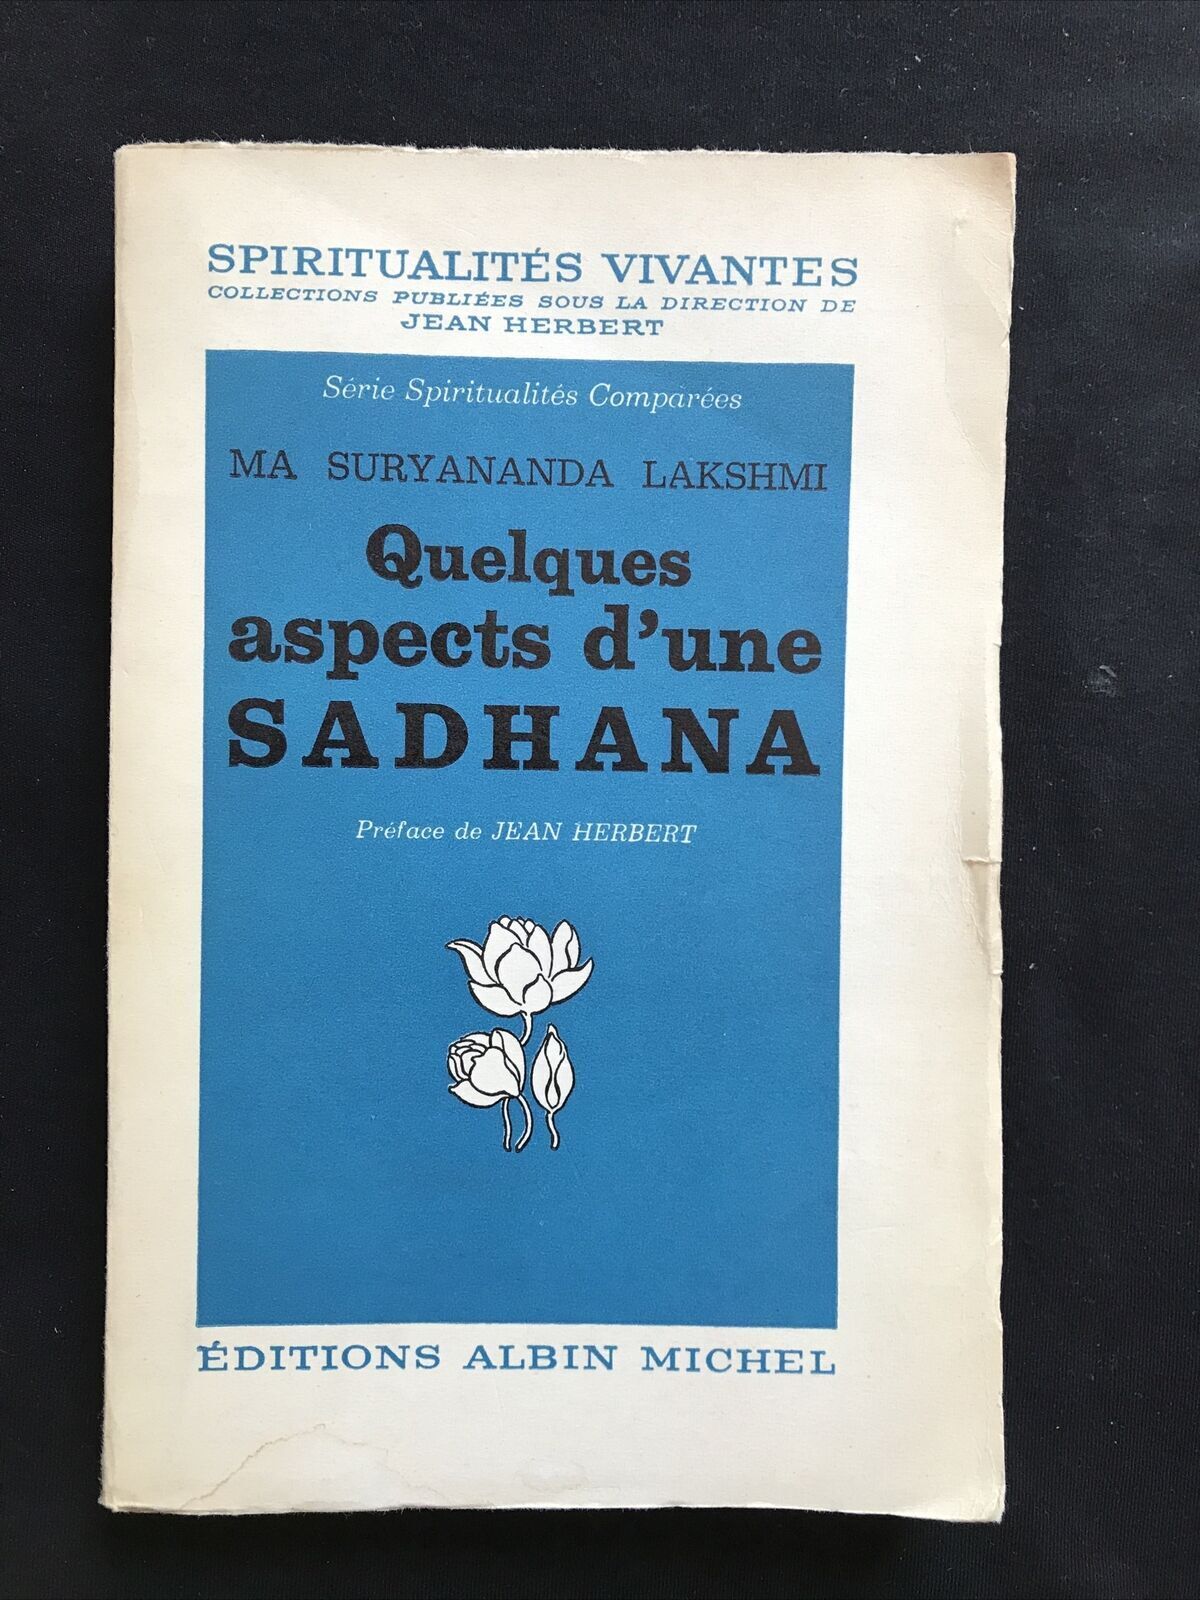 SPIRITUALITÉS VIVANTES
COLLECTIONS PUBLIÉES SOUS LA DIRECTION DE
JEAN HERBERT
Série Spiritualités Comparées
MA SURYANANDA LAKSHMI
Quelques
aspects d'une
SADHANA
Préface de JEAN HERBERT
ÉDITIONS ALBIN MICHEL